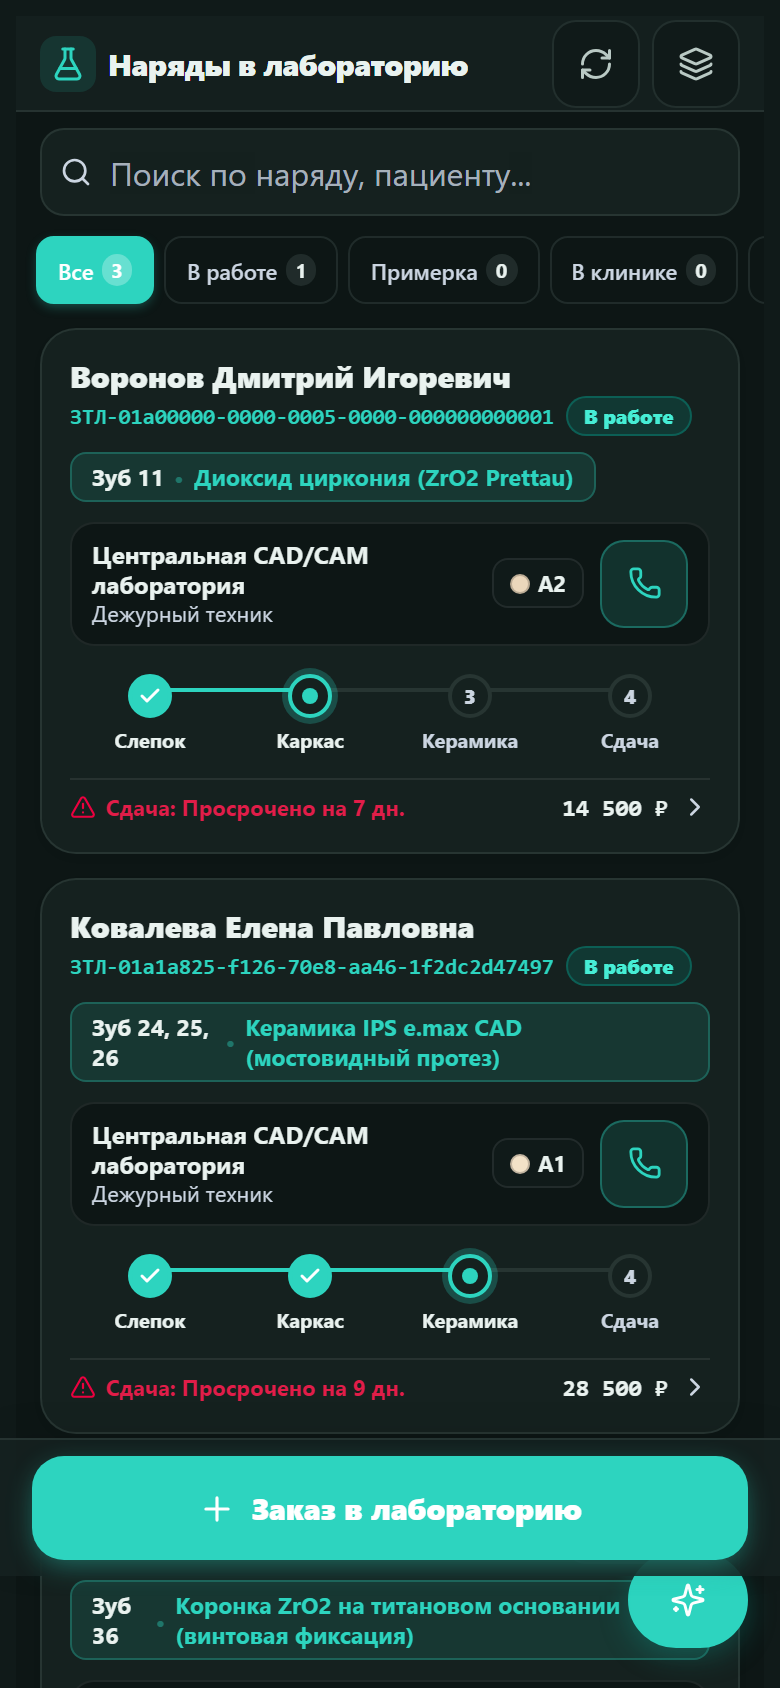 Наряды в лабораторию
Поиск по наряду, пациенту...
Все 3
В работе 1
Примерка 0
В клинике 0
Воронов Дмитрий Игоревич
ЗТЛ-01a00000-0000-0005-0000-000000000001 В работе
Зуб 11 • Диоксид циркония (ZrO2 Prettau)
Центральная CAD/CAM
лаборатория
Дежурный техник
A2
3
4
Слепок
Каркас
Керамика
Сдача
Сдача: Просрочено на 7 дн.
14 500 ₽
Ковалева Елена Павловна
ЗТЛ-01a1a825-f126-70e8-aa46-1f2dc2d47497 В работе
Зуб 24, 25,
26
• Керамика IPS e.max CAD
(мостовидный протез)
Центральная CAD/CAM
лаборатория
Дежурный техник
A1
4
Слепок
Каркас
Керамика
Сдача
Сдача: Просрочено на 9 дн.
28 500 ₽
Заказ в лабораторию
Зуб
36
• Коронка ZrO2 на титановом основании
(винтовая фиксация)